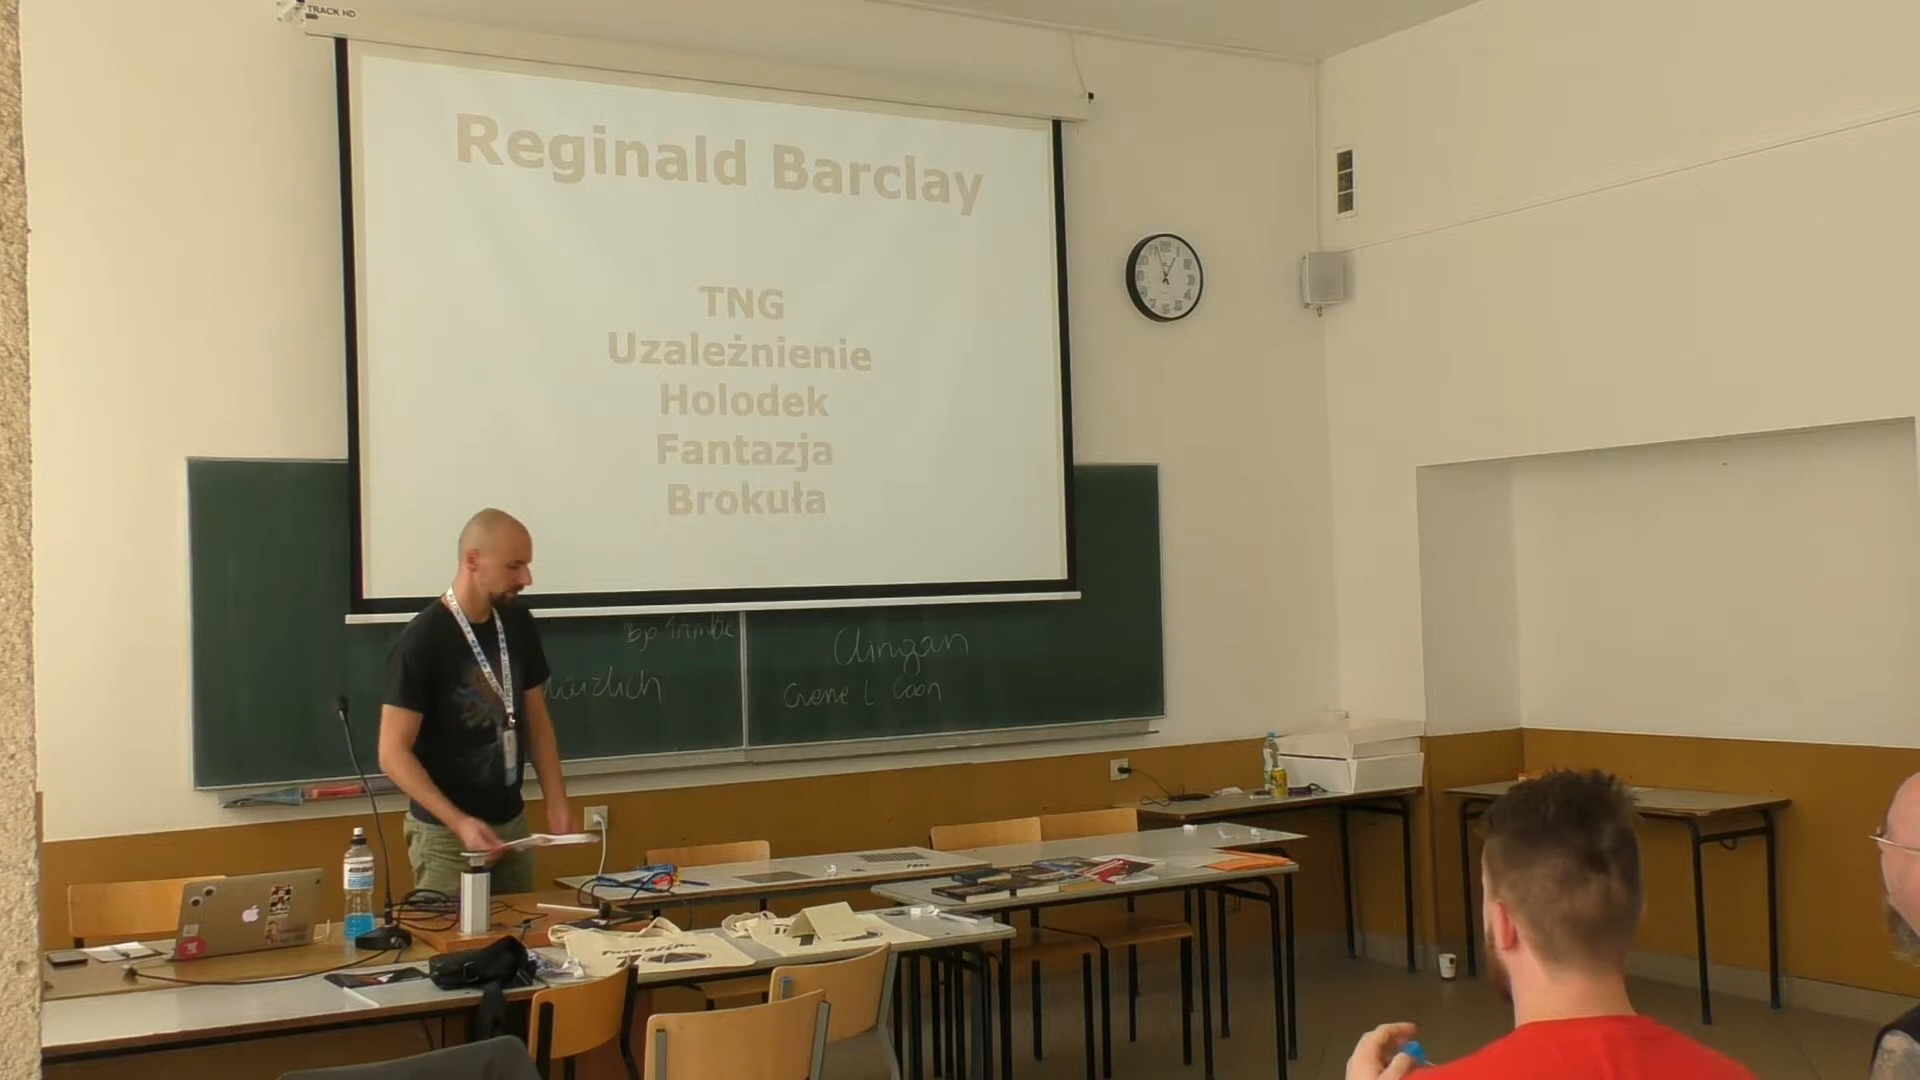 TRACK HD
Reginald Barclay
TNG
Uzależnienie
Holodek
Fantazja
Brokuła
Clingan
Gene L Coon